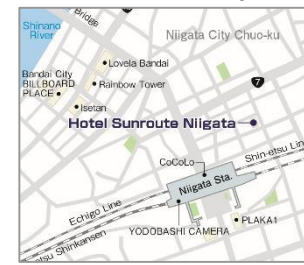 Shinano
River
Bridge
Niigata City Chuo-ku
Lovela Bandai
Bandai City
BILLBOARD
PLACE
Rainbow Tower
7
Isetan
Hotel Sunroute Niigata
CoCoLo
Shin-etsu Lin
Niigata Sta.
Echigo Line
etsu Shinkansen
PLAKA1
YODOBASHI CAMERA